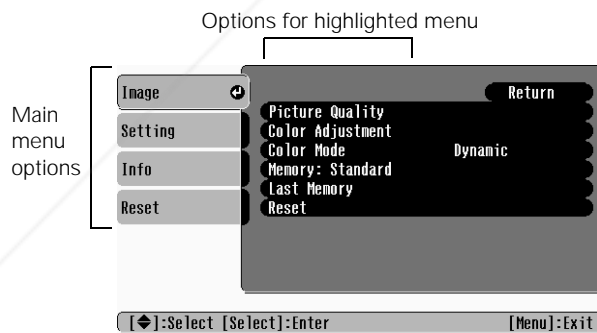 Options for highlighted menu
Main
menu
options
Image
Setting
Info
Reset
Return
Picture Quality
Color Adjustment
Color Mode Dynamic
Memory: Standard
Last Memory
Reset
[ ]:Select [Select]:Enter [Menu]:Exit